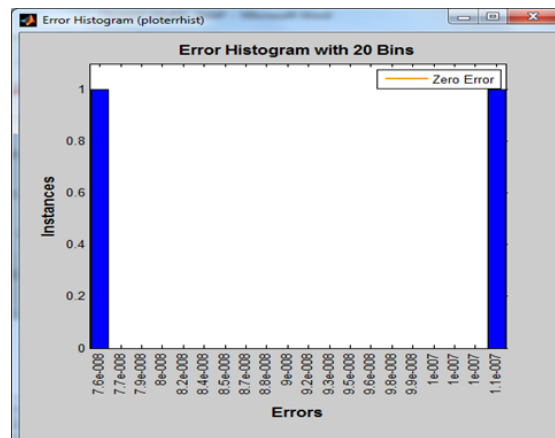 Error Histogram (ploterrhist)
Error Histogram with 20 Bins
Zero Error
Instances
1
0.8
0.6
0.4
0.2
0
7.6e-008
7.7e-008
7.9e-008
8e-008
8.2e-008
8.4e-008
8.5e-008
8.7e-008
8.8e-008
9e-008
9.2e-008
9.3e-008
9.5e-008
9.6e-008
9.8e-008
9.9e-008
1e-007
1e-007
1e-007
1.1e-007
Errors